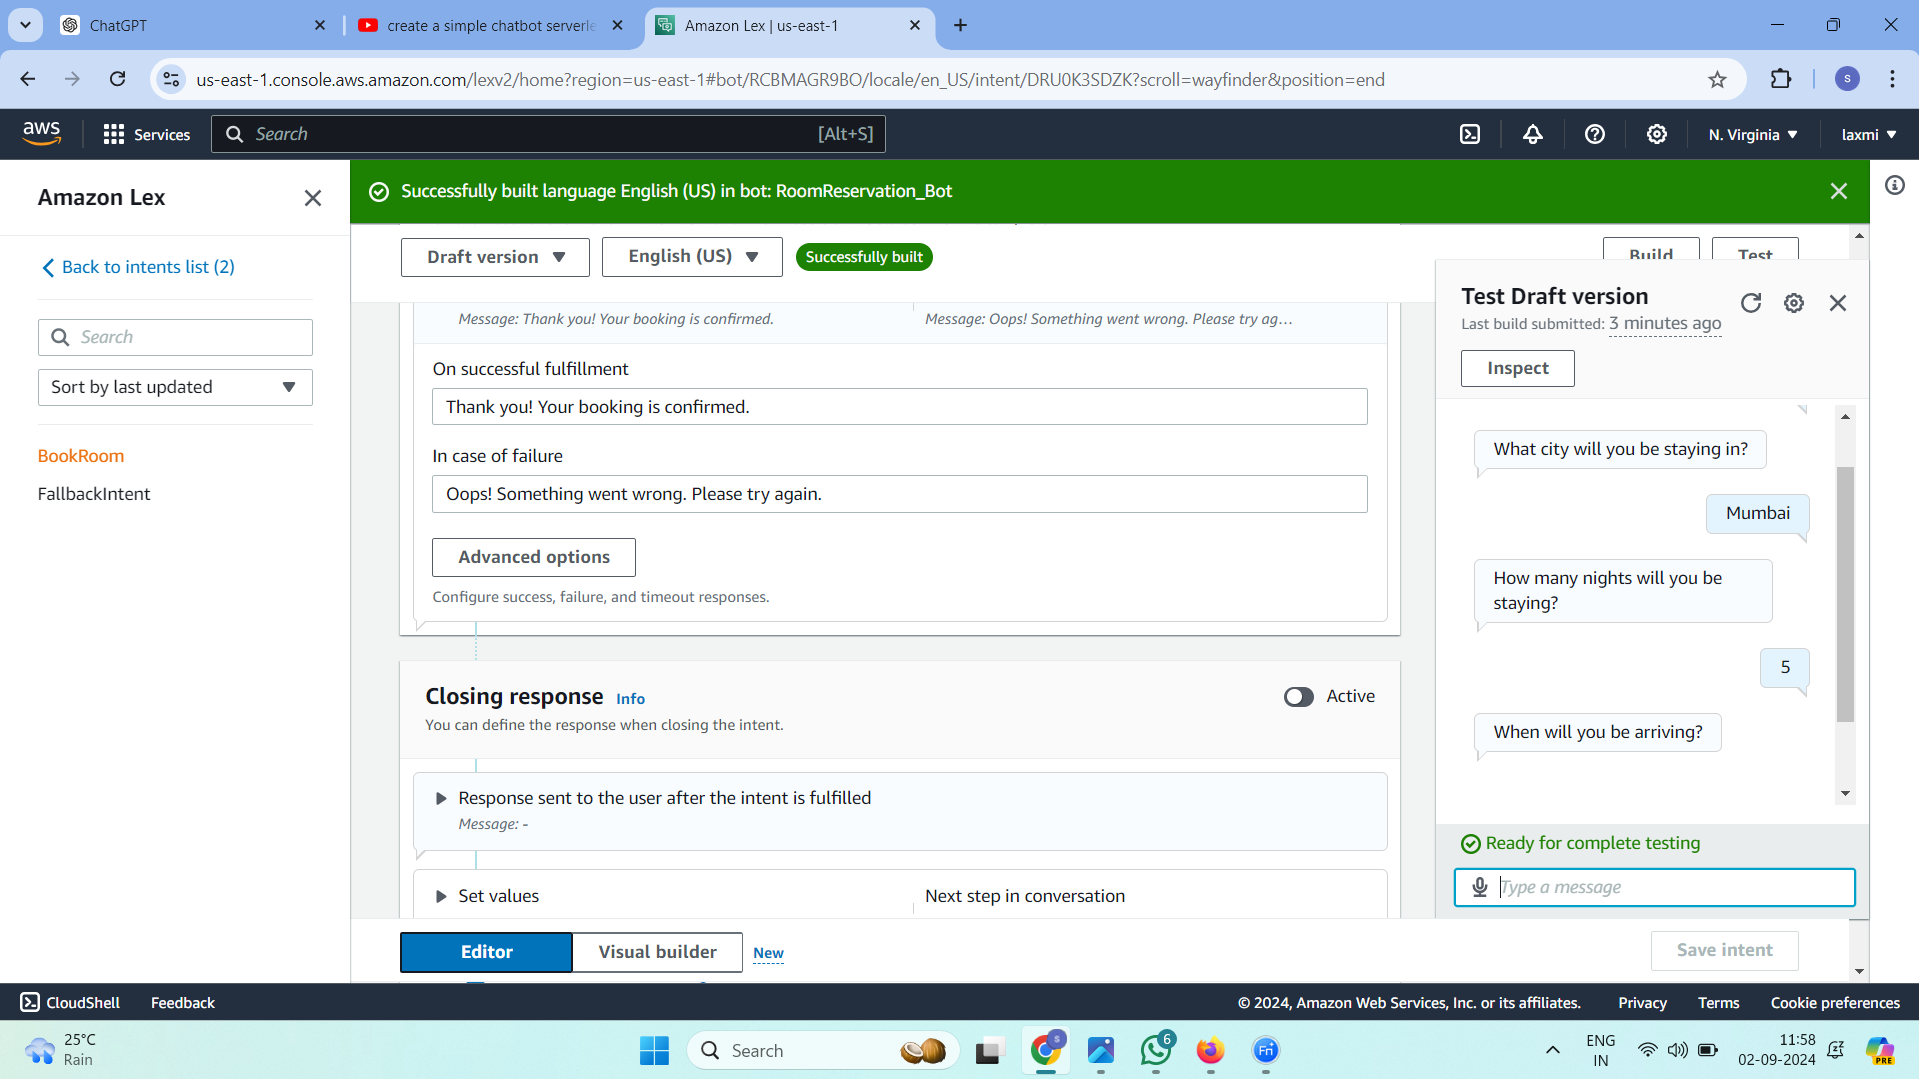 ChatGPT
create a simple chatbot serverle
Amazon Lex | us-east-1
us-east-1.console.aws.amazon.com/lexv2/home?region=us-east-1#bot/RCBMAGR9BO/locale/en_US/intent/DRU0K3SDZK?scroll=wayfinder&position=end
S
aws
Services
Search
[Alt+S]
N. Virginia
laxmi
Amazon Lex
Successfully built language English (US) in bot: RoomReservation_Bot
Back to intents list (2)
Search
Sort by last updated
BookRoom
FallbackIntent
Draft version
English (US)
Successfully built
Build
Test
Message: Thank you! Your booking is confirmed.
Message: Oops! Something went wrong. Please try ag...
On successful fulfillment
Thank you! Your booking is confirmed.
In case of failure
Oops! Something went wrong. Please try again.
Advanced options
Configure success, failure, and timeout responses.
Closing response Info
Active
You can define the response when closing the intent.
Response sent to the user after the intent is fulfilled
Message: -
Set values
Next step in conversation
Editor
Visual builder
New
Save intent
Test Draft version
Last build submitted: 3 minutes ago
Inspect
What city will you be staying in?
Mumbai
How many nights will you be
staying?
5
When will you be arriving?
Ready for complete testing
Type a message
CloudShell
Feedback
© 2024, Amazon Web Services, Inc. or its affiliates.
Privacy
Terms
Cookie preferences
25°C
Rain
Search
S
6
Fn
ENG
IN
11:58
02-09-2024
PRE